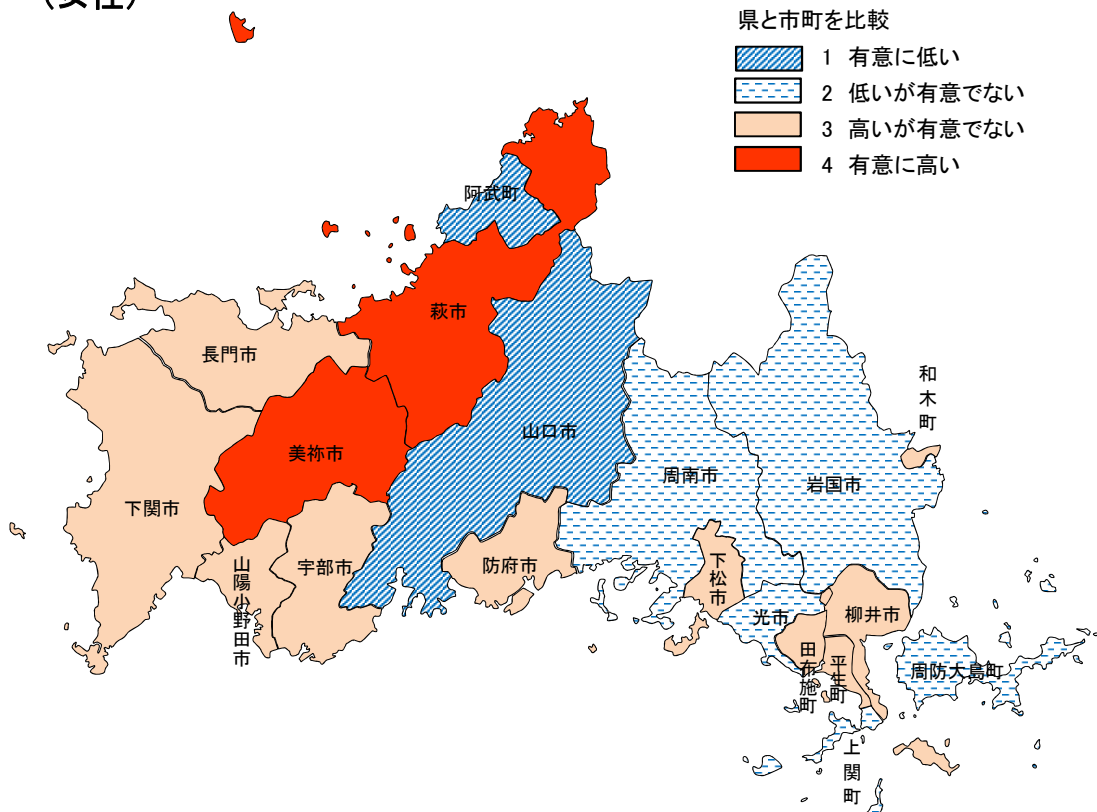 （女性）
県と市町を比較
1 有意に低い
2 低いが有意でない
3 高いが有意でない
4 有意に高い
阿武町
萩市
長門市
和木町
山口市
美祢市
周南市
岩国市
下関市
宇部市
防府市
山陽小野田市
下松市
光市
柳井市
田布施町
平生町
周防大島町
上関町